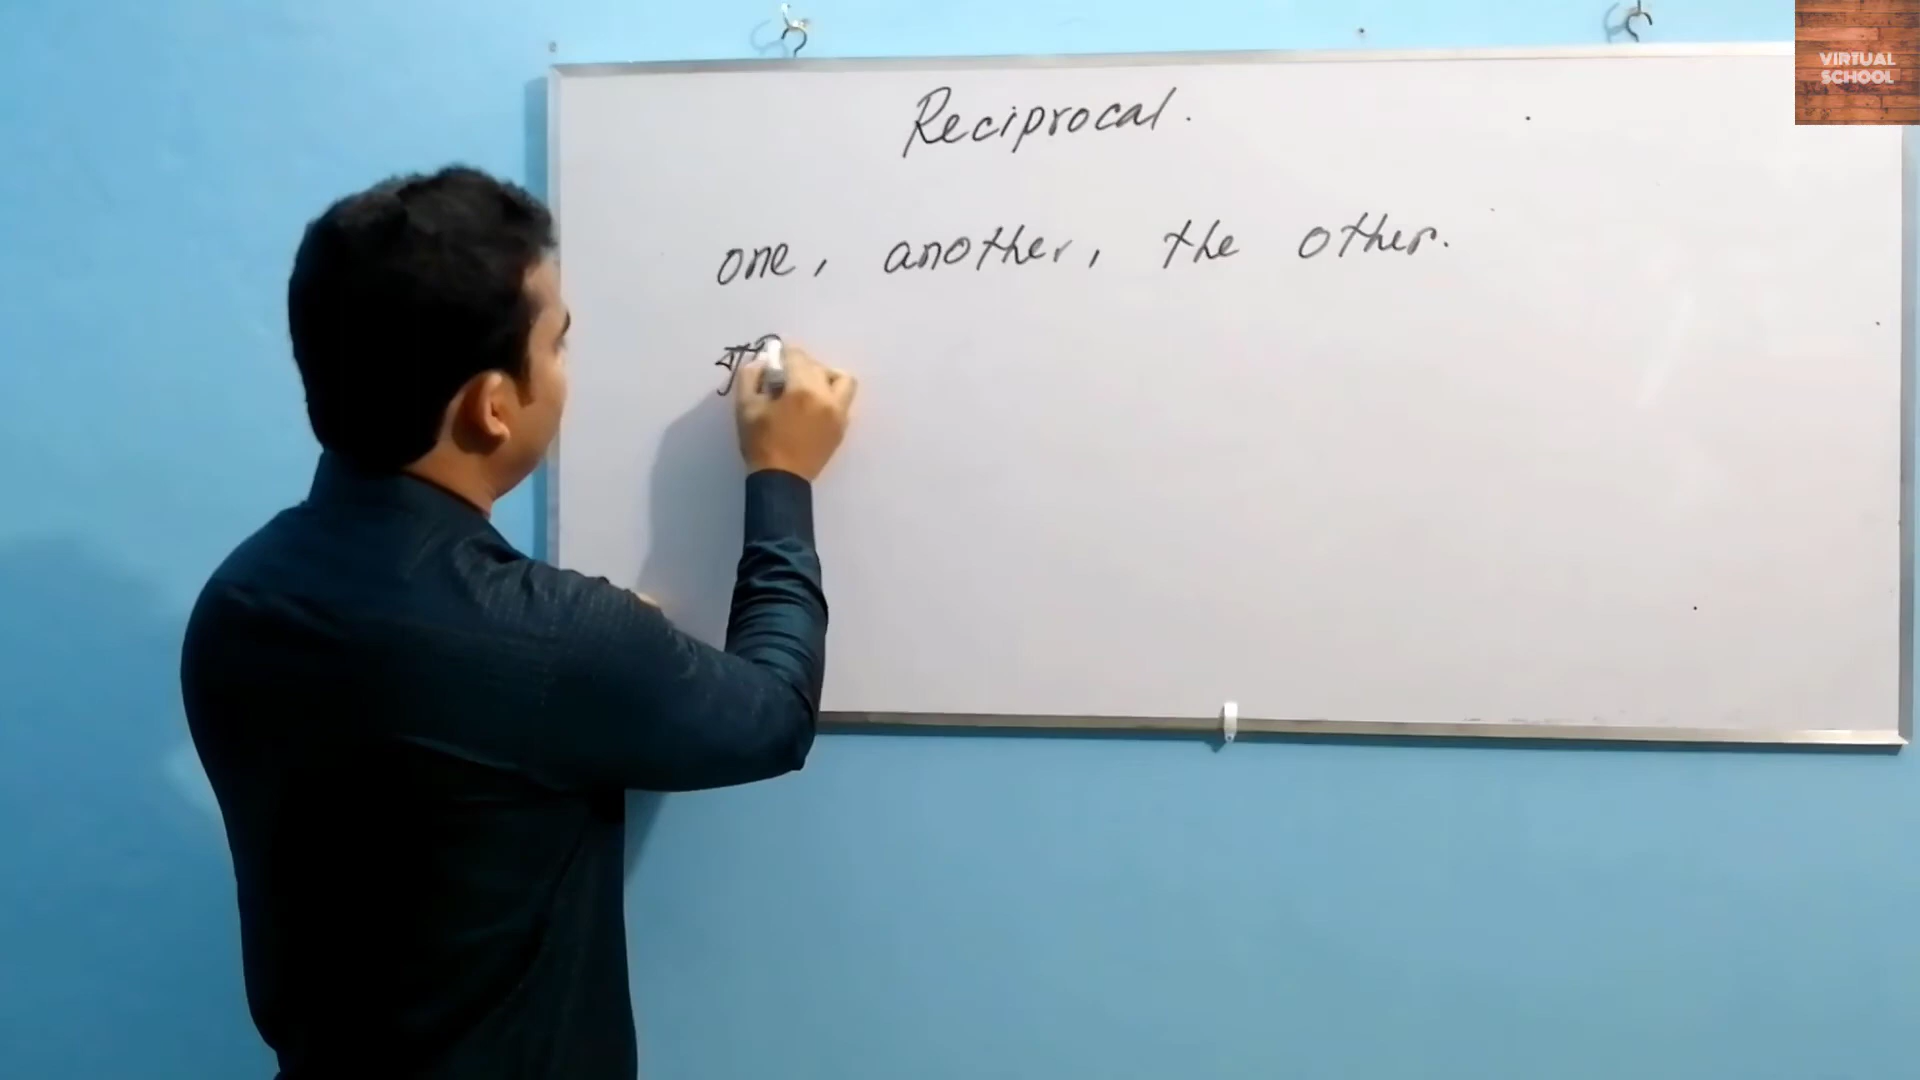 Reciprocal.
one, another, the other.
VIRTUAL
SCHOOL